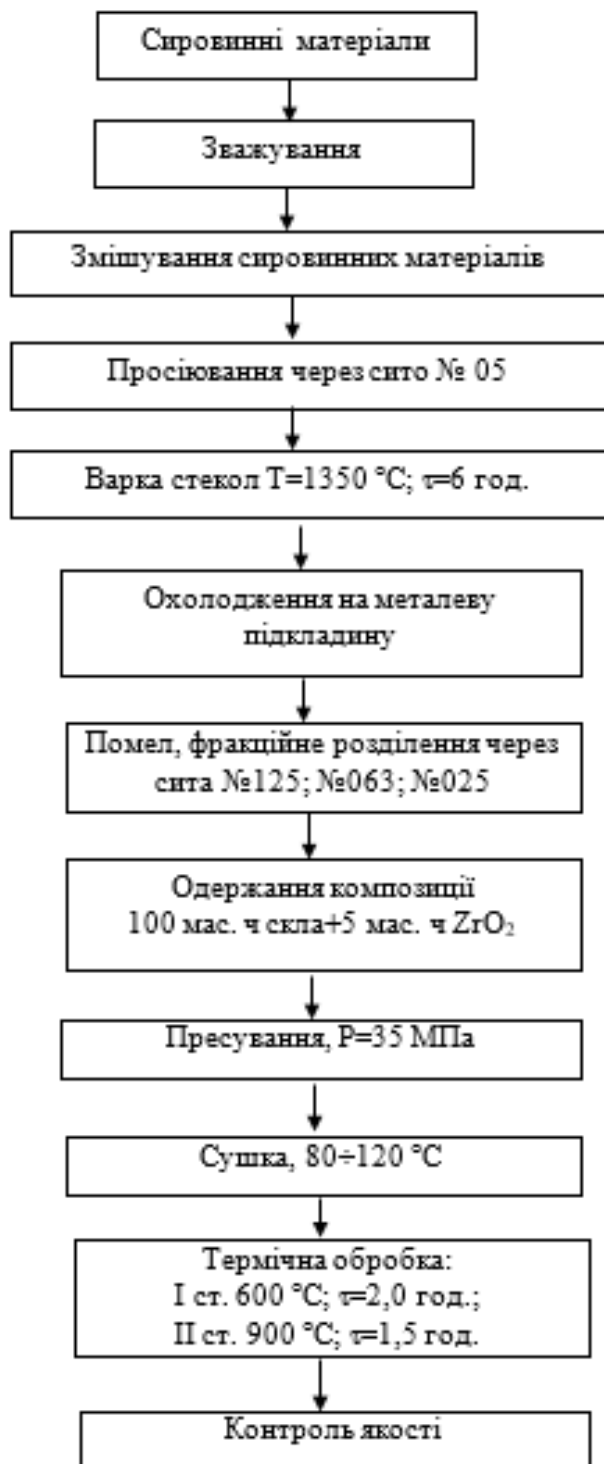 Сировинні матеріали
Зважування
Змішування сировинних матеріалів
Просіювання через сито № 05
Варка стекол Т=1350 °С; τ=6 год.
Охолодження на металеву
підкладину
Помел, фракційне розділення через
сита №125; №063; №025
Одержання композиції
100 мас. ч скла+5 мас. ч ZrO₂
Пресування, Р=35 МПа
Сушка, 80÷120 °С
Термічна обробка:
І ст. 600 °С; τ=2,0 год.;
ІІ ст. 900 °С; τ=1,5 год.
Контроль якості